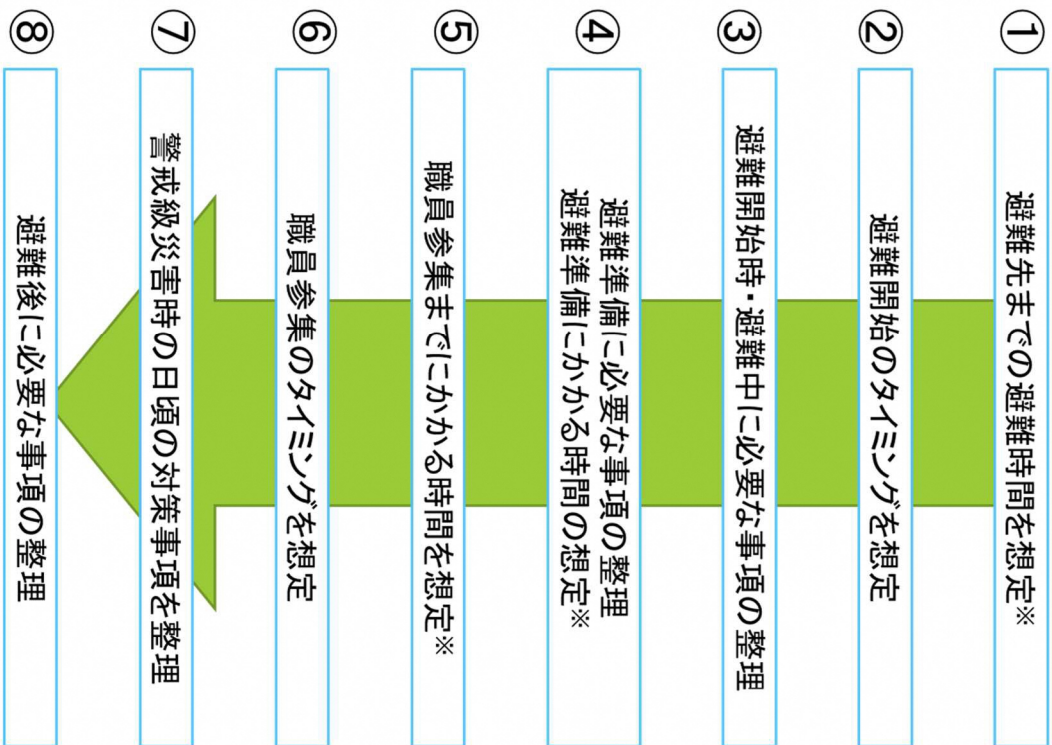 ①
避難先までの避難時間を想定※
②
避難開始のタイミングを想定
③
避難開始時・避難中に必要な事項の整理
④
避難準備に必要な事項の整理
避難準備にかかる時間の想定※
⑤
職員参集までにかかる時間を想定※
⑥
職員参集のタイミングを想定
⑦
警戒級災害時の日頃の対策事項を整理
⑧
避難後に必要な事項の整理